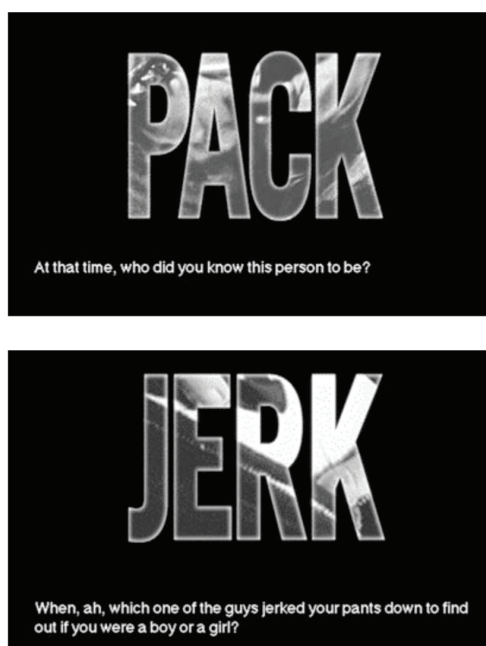 PACK
At that time, who did you know this person to be?
JERK
When, ah, which one of the guys jerked your pants down to find
out if you were a boy or a girl?